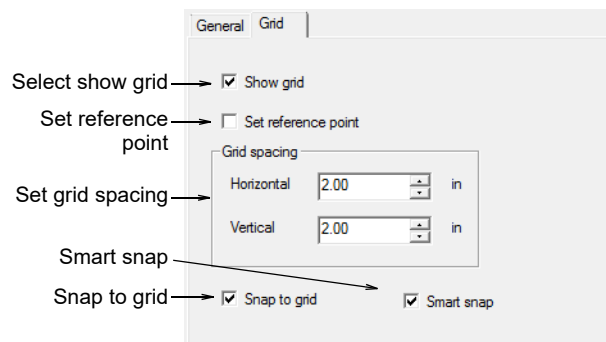 General Grid
Select show grid Show grid
Set reference Set reference point
point
Grid spacing
Horizontal 2.00 in
Set grid spacing
Vertical 2.00 in
Smart snap
Snap to grid Snap to grid Smart snap